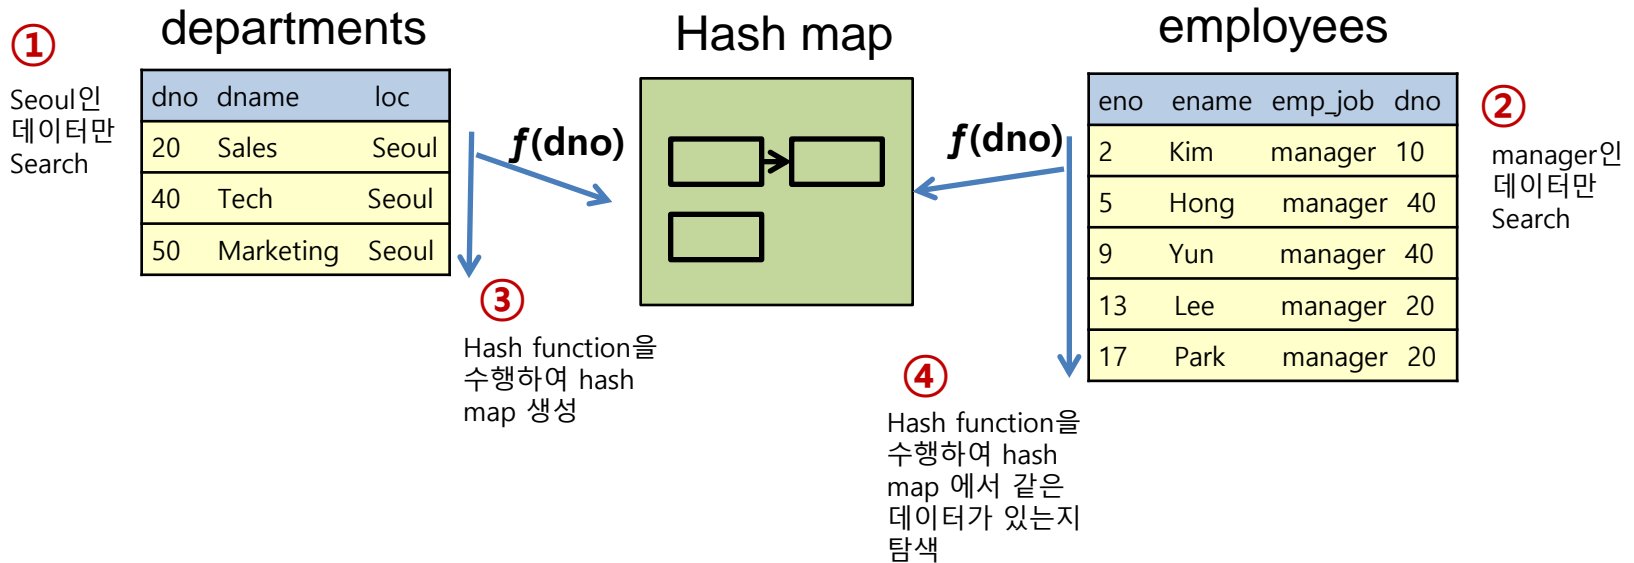 departments
Hash map
employees
①
Seoul인
데이터만
Search
dno dname loc
20 Sales Seoul
40 Tech Seoul
50 Marketing Seoul
ƒ(dno)
ƒ(dno)
eno ename emp_job dno
2 Kim manager 10
5 Hong manager 40
9 Yun manager 40
13 Lee manager 20
17 Park manager 20
②
manager인
데이터만
Search
③
Hash function을
수행하여 hash
map 생성
④
Hash function을
수행하여 hash
map 에서 같은
데이터가 있는지
탐색